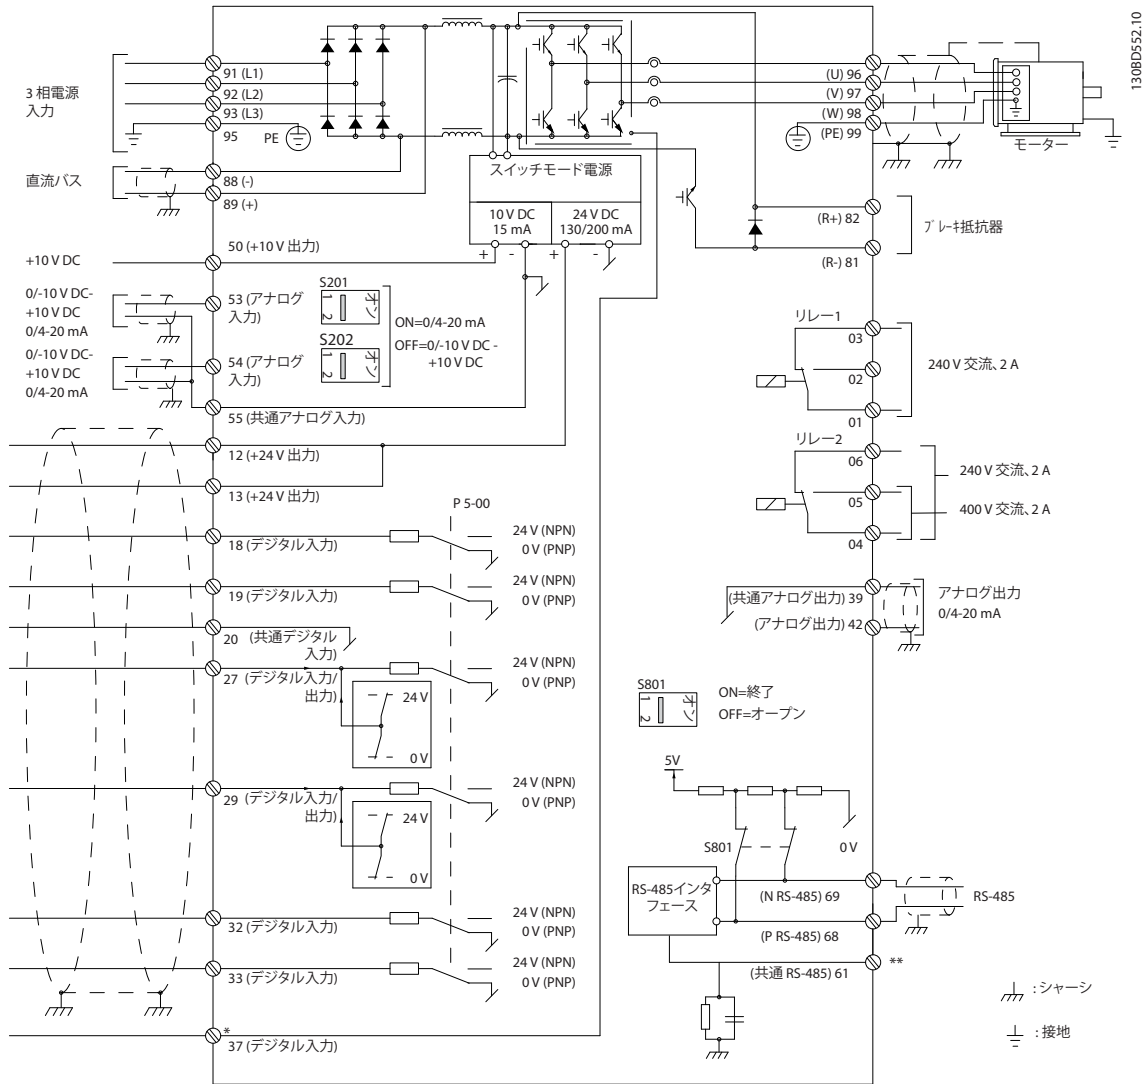 130BD552.10
3 相電源
入力
91 (L1)
92 (L2)
93 (L3)
95
PE
直流バス
88 (-)
89 (+)
スイッチモード電源
10 V DC
15 mA
24 V DC
130/200 mA
+ - + -
(U) 96
(V) 97
(W) 98
(PE) 99
モーター
(R+) 82
(R-) 81
ブレーキ抵抗器
+10 V DC
50 (+10 V 出力)
0/-10 V DC-
+10 V DC
0/4-20 mA
53 (アナログ
入力)
0/-10 V DC-
+10 V DC
0/4-20 mA
54 (アナログ
入力)
55 (共通アナログ入力)
S201
1 2
オン
S202
1 2
オン
ON=0/4-20 mA
OFF=0/-10 V DC -
+10 V DC
リレー1
03
02
01
240 V 交流、2 A
リレー2
06
05
04
240 V 交流、2 A
400 V 交流、2 A
12 (+24 V 出力)
13 (+24 V 出力)
P 5-00
18 (デジタル入力)
24 V (NPN)
0 V (PNP)
19 (デジタル入力)
24 V (NPN)
0 V (PNP)
20 (共通デジタル
入力)
27 (デジタル入力/
出力)
24 V (NPN)
0 V (PNP)
24 V
0 V
29 (デジタル入力/
出力)
24 V (NPN)
0 V (PNP)
24 V
0 V
32 (デジタル入力)
24 V (NPN)
0 V (PNP)
33 (デジタル入力)
24 V (NPN)
0 V (PNP)
*
37 (デジタル入力)
(共通アナログ出力) 39
(アナログ出力) 42
アナログ出力
0/4-20 mA
S801
1 2
オン
ON=終了
OFF=オープン
5V
S801
0 V
RS-485インタ
フェース
(N RS-485) 69
(P RS-485) 68
RS-485
(共通 RS-485) 61
**
: シャーシ
: 接地